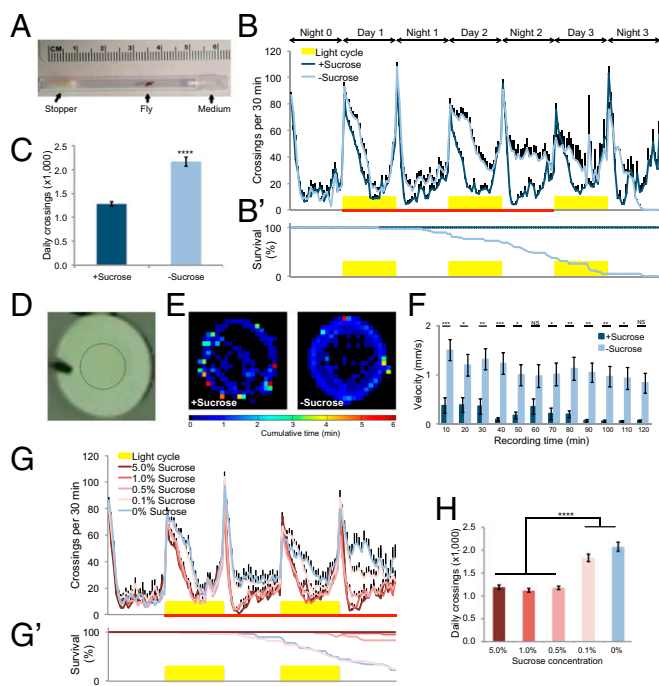 A
CM 1 2 3 4 5 6
Stopper Fly Medium
B
Night 0 Day 1 Night 1 Day 2 Night 2 Day 3 Night 3
Light cycle
+Sucrose
-Sucrose
Crossings per 30 min
120
100
80
60
40
20
0
B'
Survival (%)
100
0
C
Daily crossings (x1,000)
2.5
2.0
1.5
1.0
0.5
0.0
****
+Sucrose -Sucrose
D
E
+Sucrose -Sucrose
0 1 2 3 4 5 6
Cumulative time (min)
F
*** * ** *** * NS * ** ** ** * NS
+Sucrose
-Sucrose
Velocity (mm/s)
2
1
0
10 20 30 40 50 60 70 80 90 100 110 120
Recording time (min)
G
Light cycle
5.0% Sucrose
1.0% Sucrose
0.5% Sucrose
0.1% Sucrose
0% Sucrose
Crossings per 30 min
120
100
80
60
40
20
0
G'
Survival (%)
100
0
H
****
Daily crossings (x1,000)
2.5
2.0
1.5
1.0
0.5
0.0
5.0% 1.0% 0.5% 0.1% 0%
Sucrose concentration